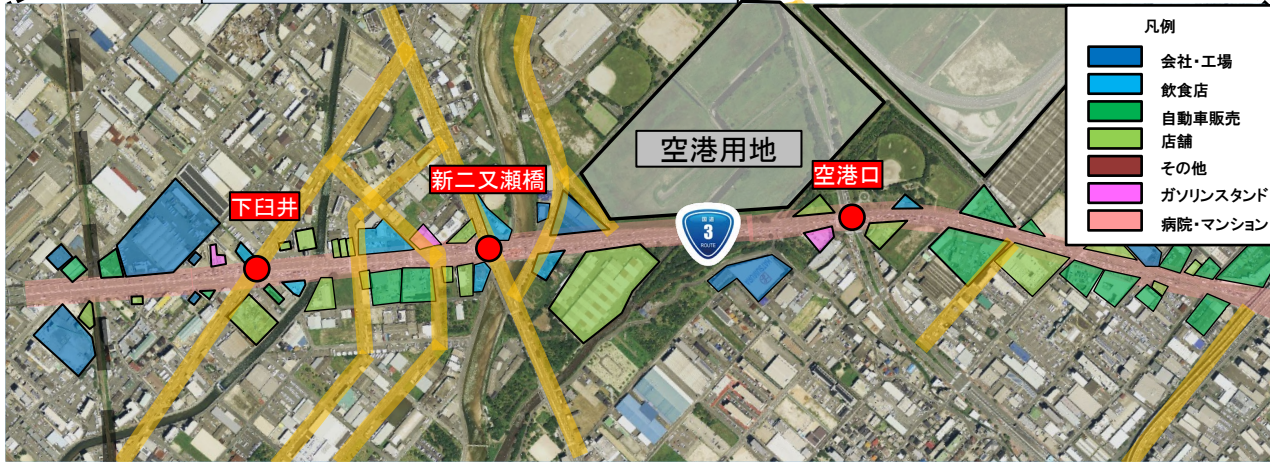 凡例
会社・工場
飲食店
自動車販売
店舗
その他
ガソリンスタンド
病院・マンション
空港用地
新二又瀬橋
空港口
下臼井
国道
3
ROUTE